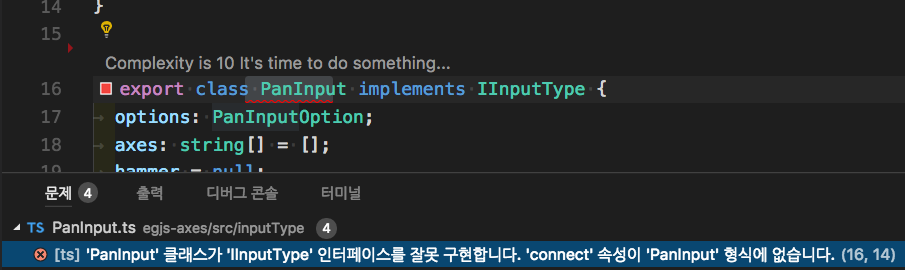 14 }
15
Complexity is 10 It's time to do something...
16 export class PanInput implements IInputType {
17 options: PanInputOption;
18 axes: string[] = [];
19 hammer = null;
문제 4 출력 디버그 콘솔 터미널
TS PanInput.ts egjs-axes/src/inputType 4
[ts] 'PanInput' 클래스가 'IInputType' 인터페이스를 잘못 구현합니다. 'connect' 속성이 'PanInput' 형식에 없습니다. (16, 14)